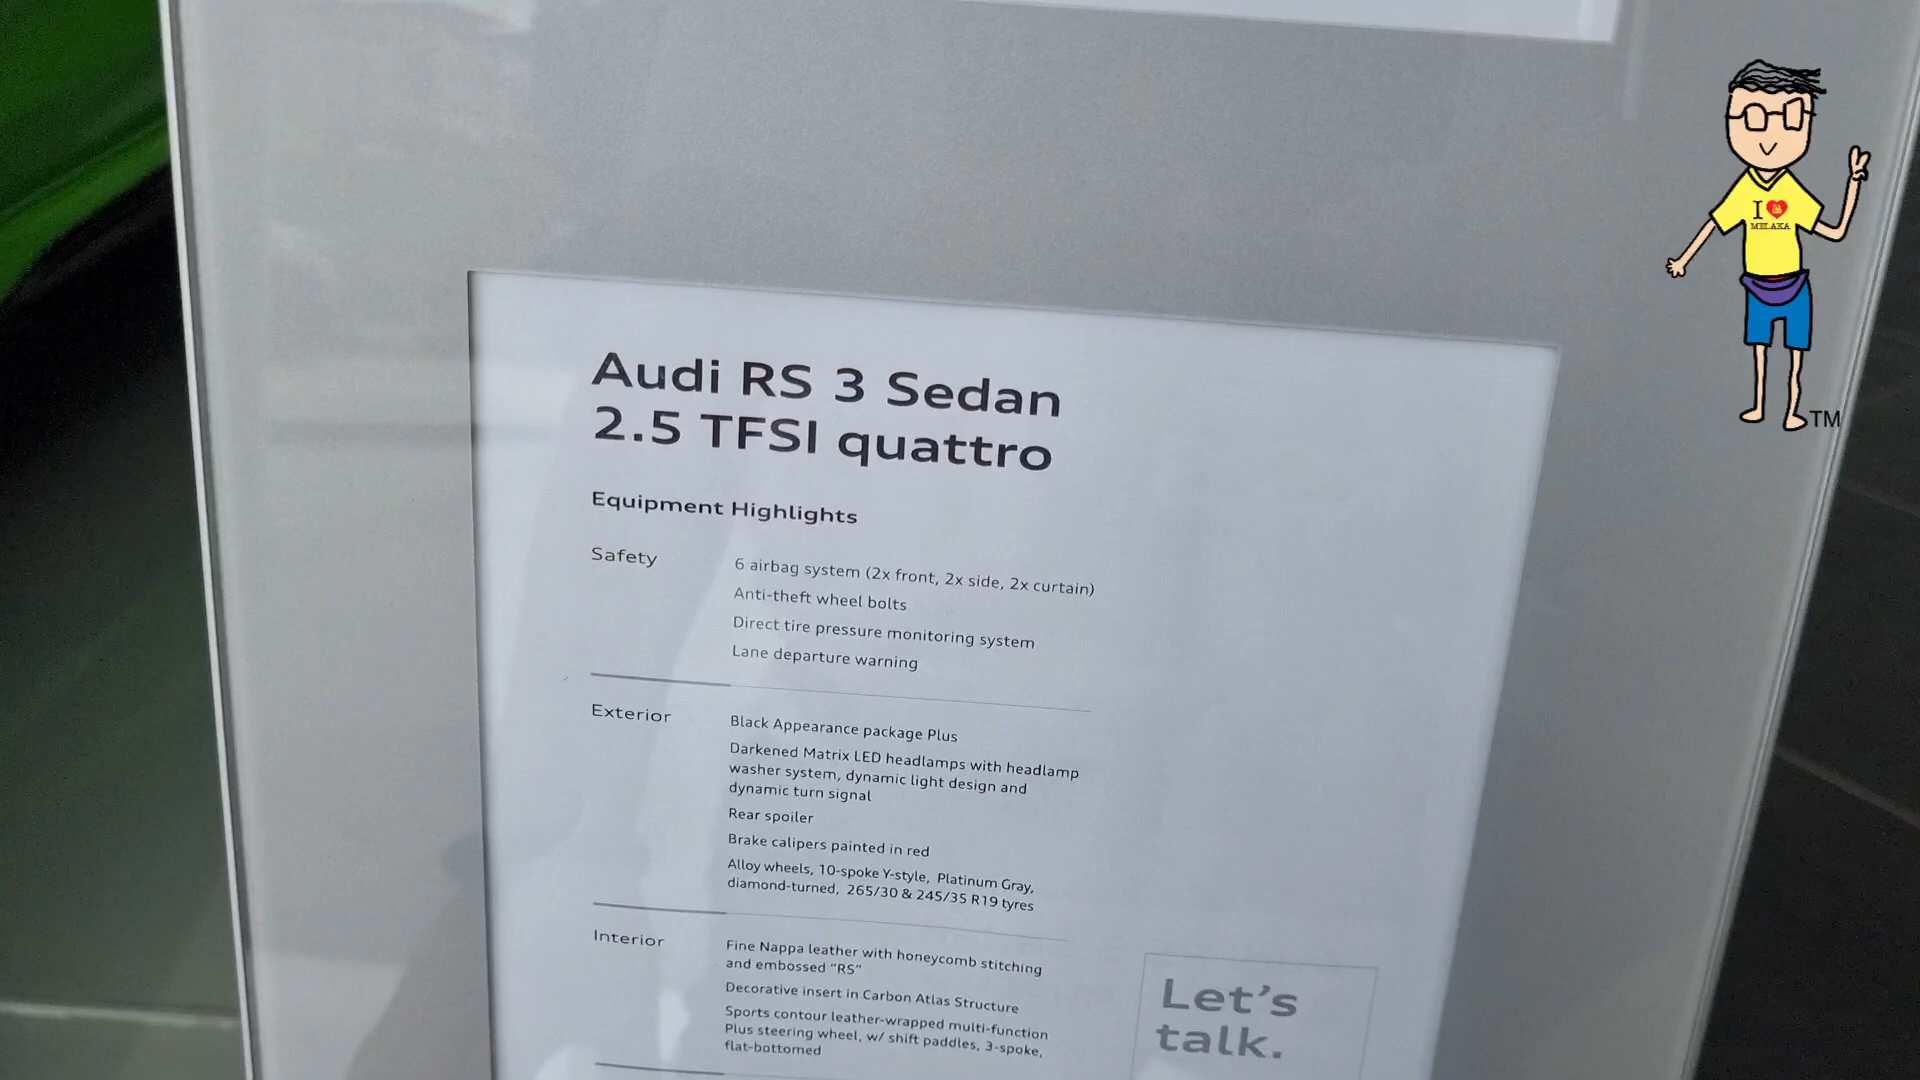 Audi RS 3 Sedan
2.5 TFSI quattro
Equipment Highlights
Safety
6 airbag system (2x front, 2x side, 2x curtain)
Anti-theft wheel bolts
Direct tire pressure monitoring system
Lane departure warning
Exterior
Black Appearance package Plus
Darkened Matrix LED headlamps with headlamp
washer system, dynamic light design and
dynamic turn signal
Rear spoiler
Brake calipers painted in red
Alloy wheels, 10-spoke Y-style, Platinum Gray,
diamond-turned, 265/30 & 245/35 R19 tyres
Interior
Fine Nappa leather with honeycomb stitching
and embossed “RS”
Decorative insert in Carbon Atlas Structure
Sports contour leather-wrapped multi-function
Plus steering wheel, w/ shift paddles, 3-spoke,
flat-bottomed
Let's
talk.
I
MELAKA
TM